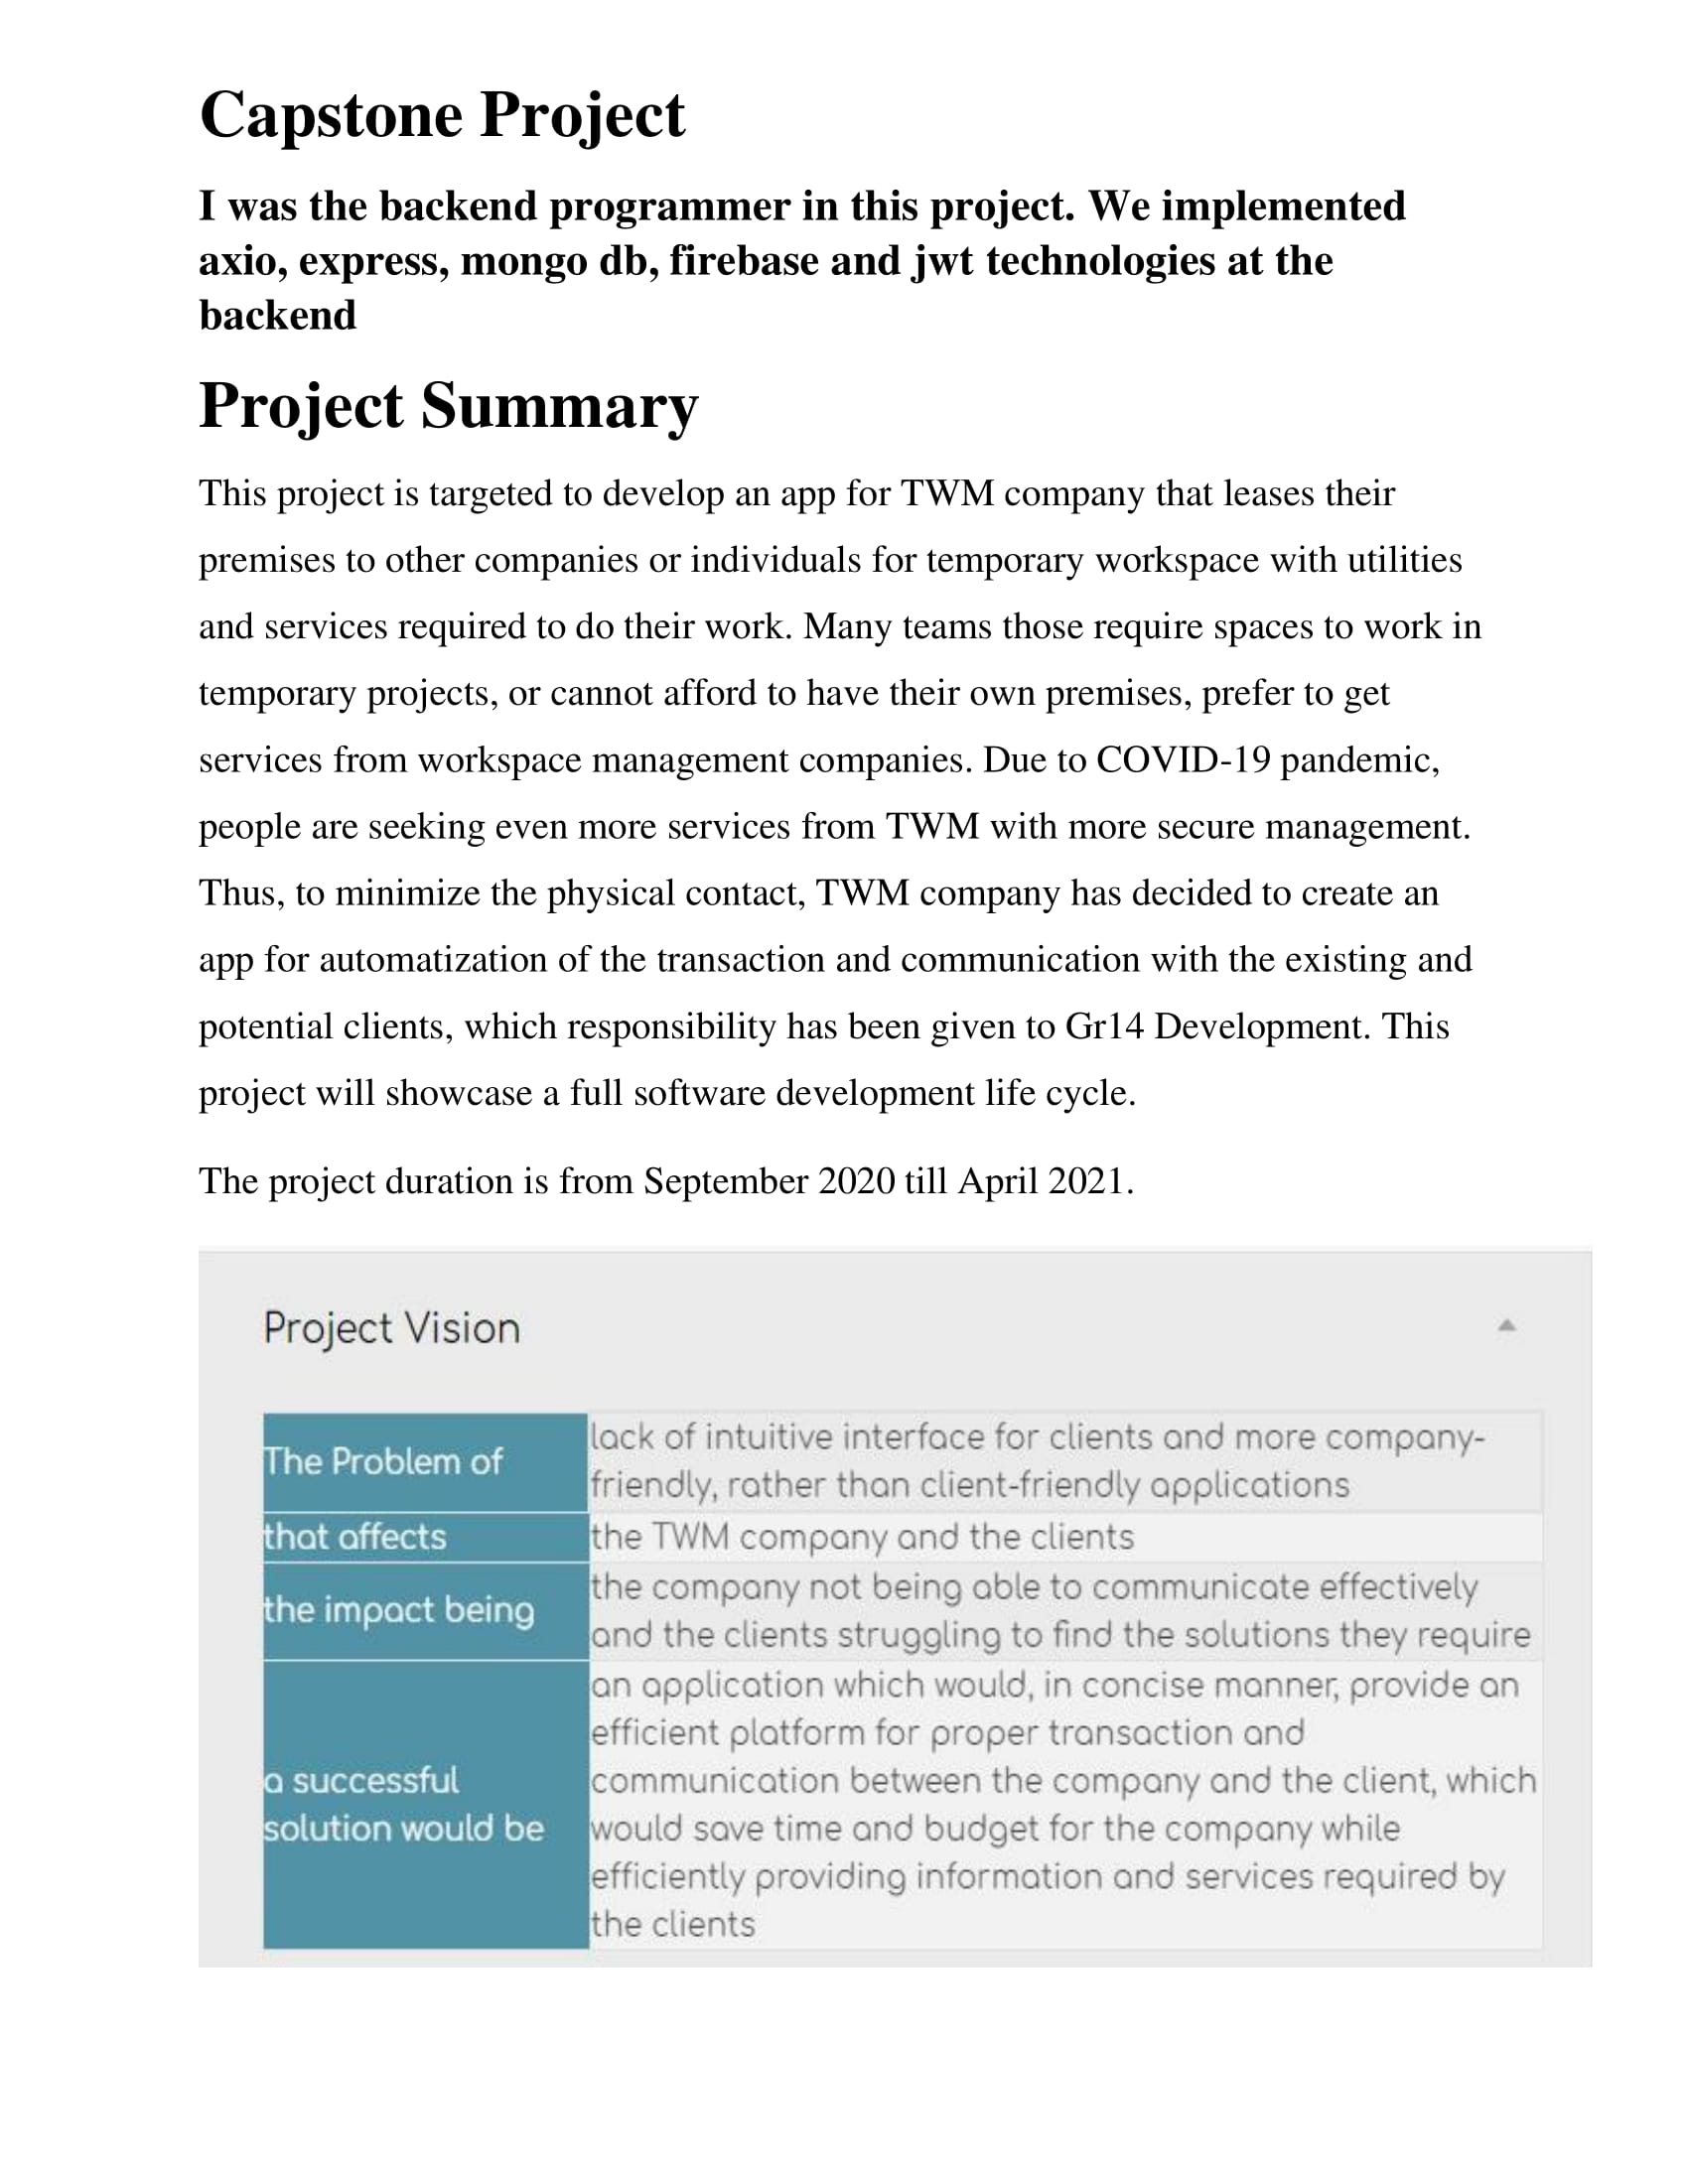 Capstone Project
I was the backend programmer in this project. We implemented
axio, express, mongo db, firebase and jwt technologies at the
backend
Project Summary
This project is targeted to develop an app for TWM company that leases their
premises to other companies or individuals for temporary workspace with utilities
and services required to do their work. Many teams those require spaces to work in
temporary projects, or cannot afford to have their own premises, prefer to get
services from workspace management companies. Due to COVID-19 pandemic,
people are seeking even more services from TWM with more secure management.
Thus, to minimize the physical contact, TWM company has decided to create an
app for automatization of the transaction and communication with the existing and
potential clients, which responsibility has been given to Gr14 Development. This
project will showcase a full software development life cycle.
The project duration is from September 2020 till April 2021.
Project Vision
The Problem of
lack of intuitive interface for clients and more company-
friendly, rather than client-friendly applications
that affects
the TWM company and the clients
the impact being
the company not being able to communicate effectively
and the clients struggling to find the solutions they require
a successful
solution would be
an application which would, in concise manner, provide an
efficient platform for proper transaction and
communication between the company and the client, which
would save time and budget for the company while
efficiently providing information and services required by
the clients